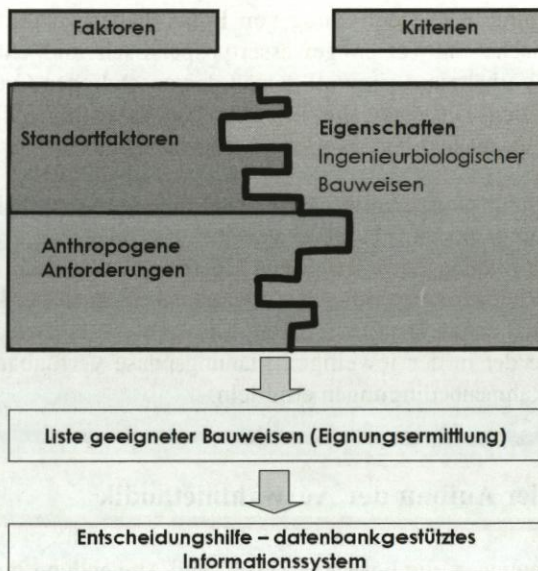 Faktoren
Kriterien
Standortfaktoren
Eigenschaften
Ingenieurbiologischer
Bauweisen
Anthropogene
Anforderungen
Liste geeigneter Bauweisen (Eignungsermittlung)
Entscheidungshilfe – datenbankgestütztes
Informationssystem